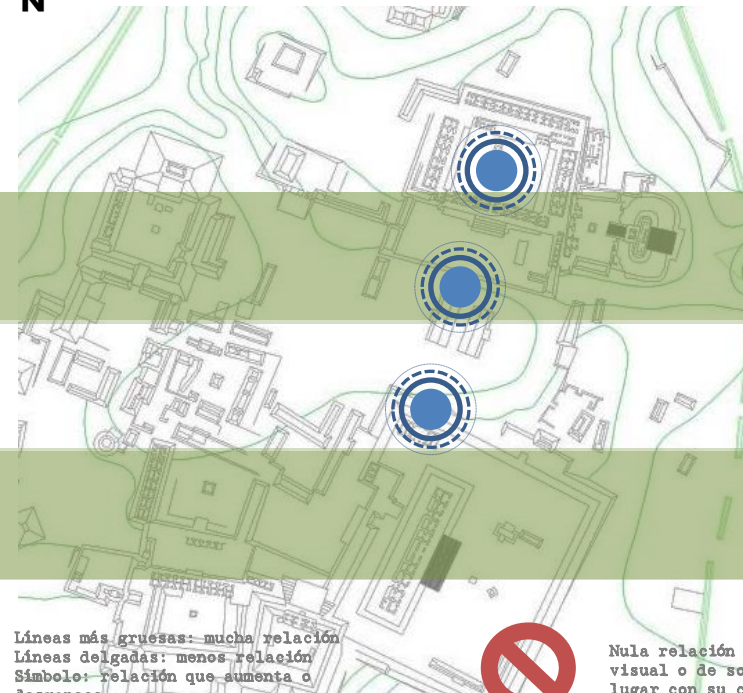 N
Líneas más gruesas: mucha relación
Líneas delgadas: menos relación
Símbolo: relación que aumenta o
Nula relación
visual o de so
lugar con su